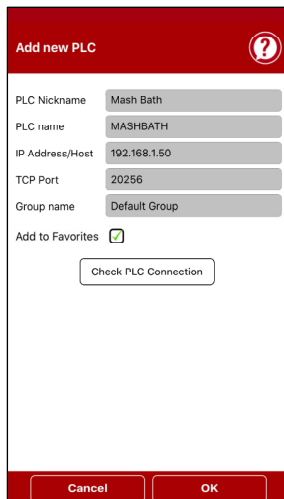 Add new PLC
?
PLC Nickname Mash Bath
PLC name MASHBATH
IP Address/Host 192.168.1.50
TCP Port 20256
Group name Default Group
Add to Favorites
Check PLC Connection
Cancel OK